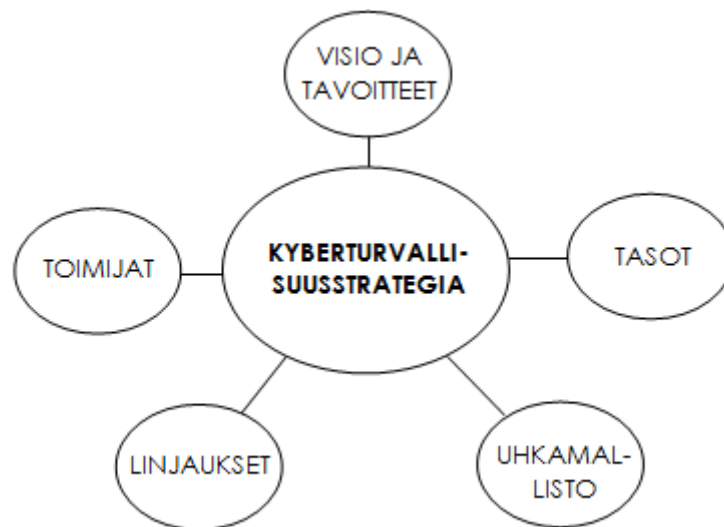 VISIO JA
TAVOITTEET
KYBERTURVALLI-
SUUSSTRATEGIA
TOIMIJAT
TASOT
LINJAUKSET
UHKAMAL-
LISTO